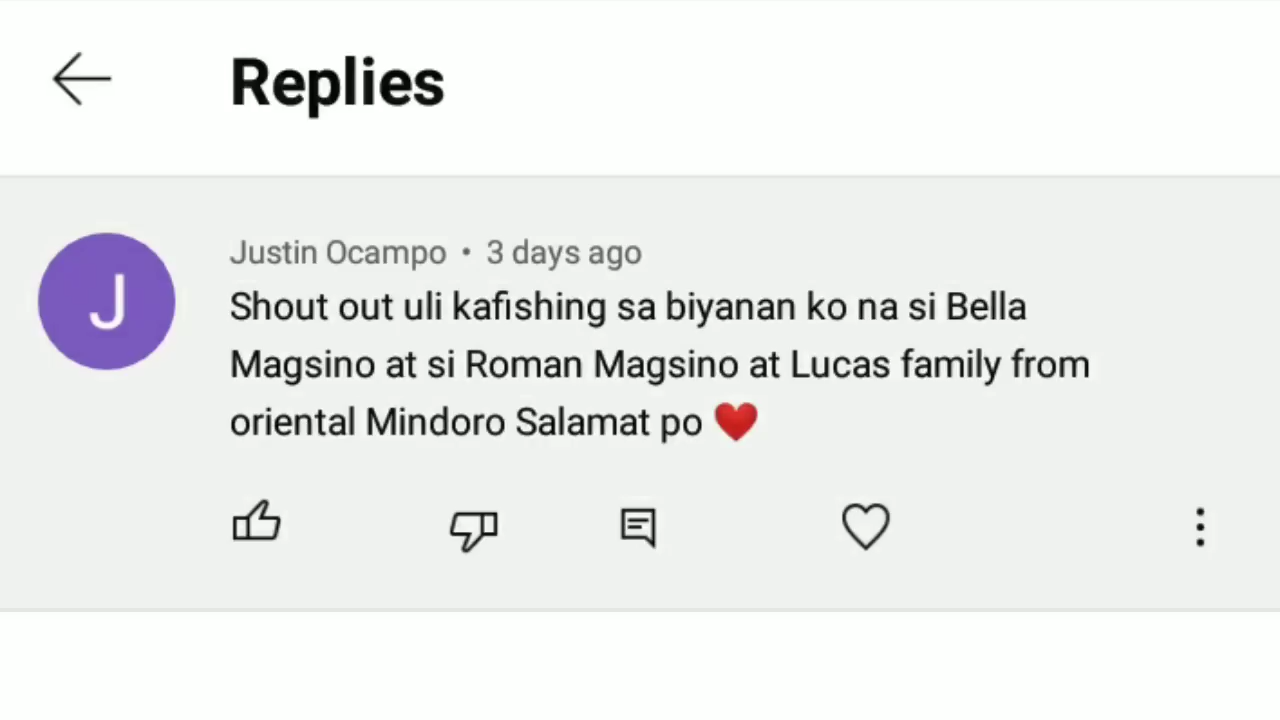 Replies
J
Justin Ocampo • 3 days ago
Shout out uli kafishing sa biyanan ko na si Bella
Magsino at si Roman Magsino at Lucas family from
oriental Mindoro Salamat po ❤️